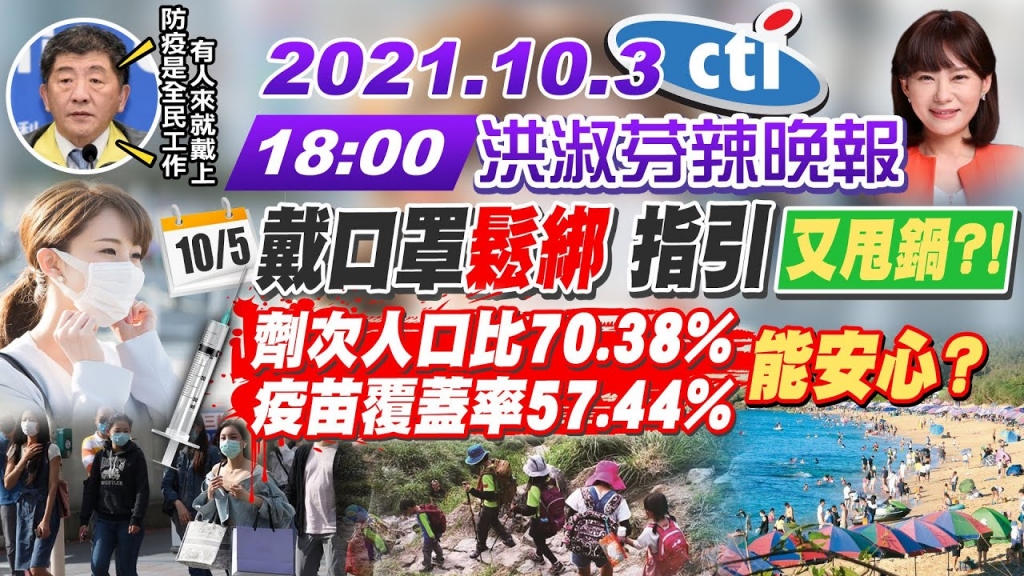 有人來就戴上
防疫是全民工作
2021.10.3
cti
18:00 洪淑芬辣晚報
10/5
戴口罩鬆綁 指引 又甩鍋?!
劑次人口比70.38%
疫苗覆蓋率57.44%
能安心?